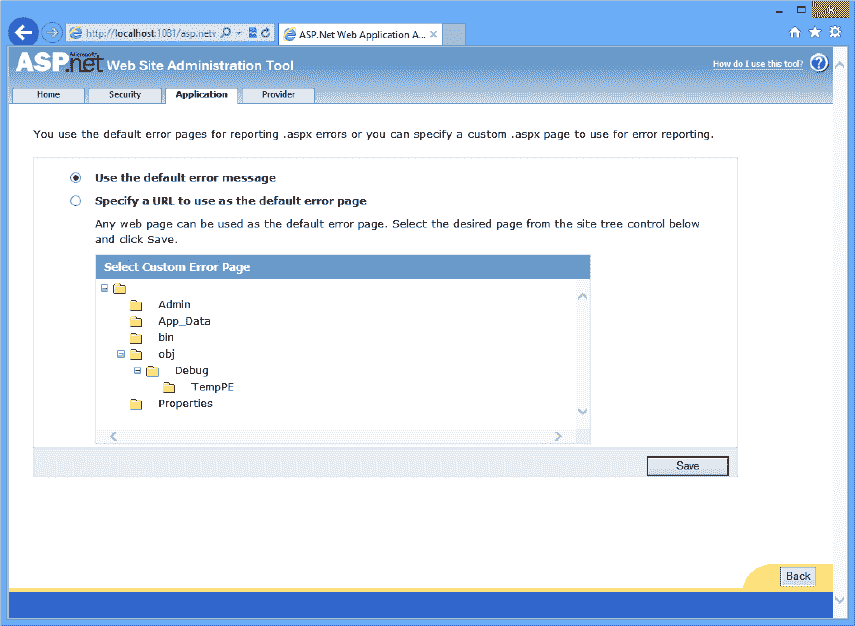 http://localhost:1031/asp.netv
ASP.Net Web Application A...
Microsoft
ASP.net Web Site Administration Tool
How do I use this tool? ?
Home Security Application Provider
You use the default error pages for reporting .aspx errors or you can specify a custom .aspx page to use for error reporting.
Use the default error message
Specify a URL to use as the default error page
Any web page can be used as the default error page. Select the desired page from the site tree control below
and click Save.
Select Custom Error Page
Admin
App_Data
bin
obj
Debug
TempPE
Properties
Save
Back